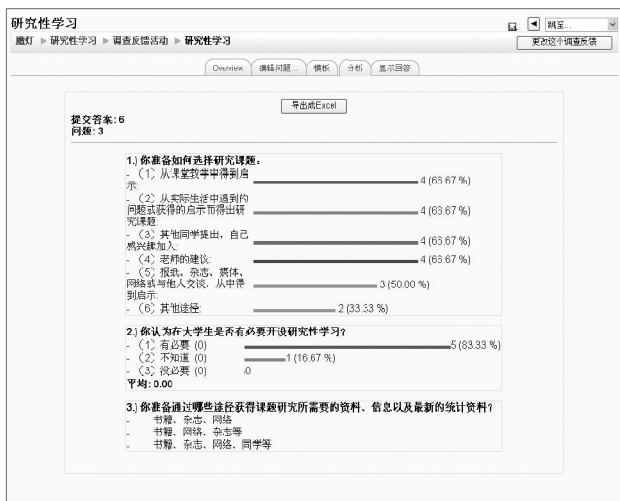 研究性学习
跳至...
魔灯 ► 研究性学习 ► 调查反馈活动 ► 研究性学习
更改这个调查反馈
Overview 编辑问题... 模板 分析 显示回答
导出成Excel
提交答案: 6
问题: 3
1.) 你准备如何选择研究课题：
- （1）从课堂教学中得到启
示: 4 (66.67 %)
- （2）从实际生活中遇到的
问题或获得的启示而得出研 4 (66.67 %)
究课题:
- （3）其他同学提出，自己
感兴趣加入: 4 (66.67 %)
- （4）老师的建议: 4 (66.67 %)
- （5）报纸、杂志、媒体、
网络或与他人交谈，从中得 3 (50.00 %)
到启示:
- （6）其他途径: 2 (33.33 %)
2.) 你认为在大学生是否有必要开设研究性学习？
- （1）有必要 (0) 5 (83.33 %)
- （2）不知道 (0) 1 (16.67 %)
- （3）没必要 (0) 0
平均: 0.00
3.) 你准备通过哪些途径获得课题研究所需要的资料、信息以及最新的统计资料？
- 书籍、杂志、网络
- 书籍、网络、杂志等
- 书籍、杂志、网络、同学等